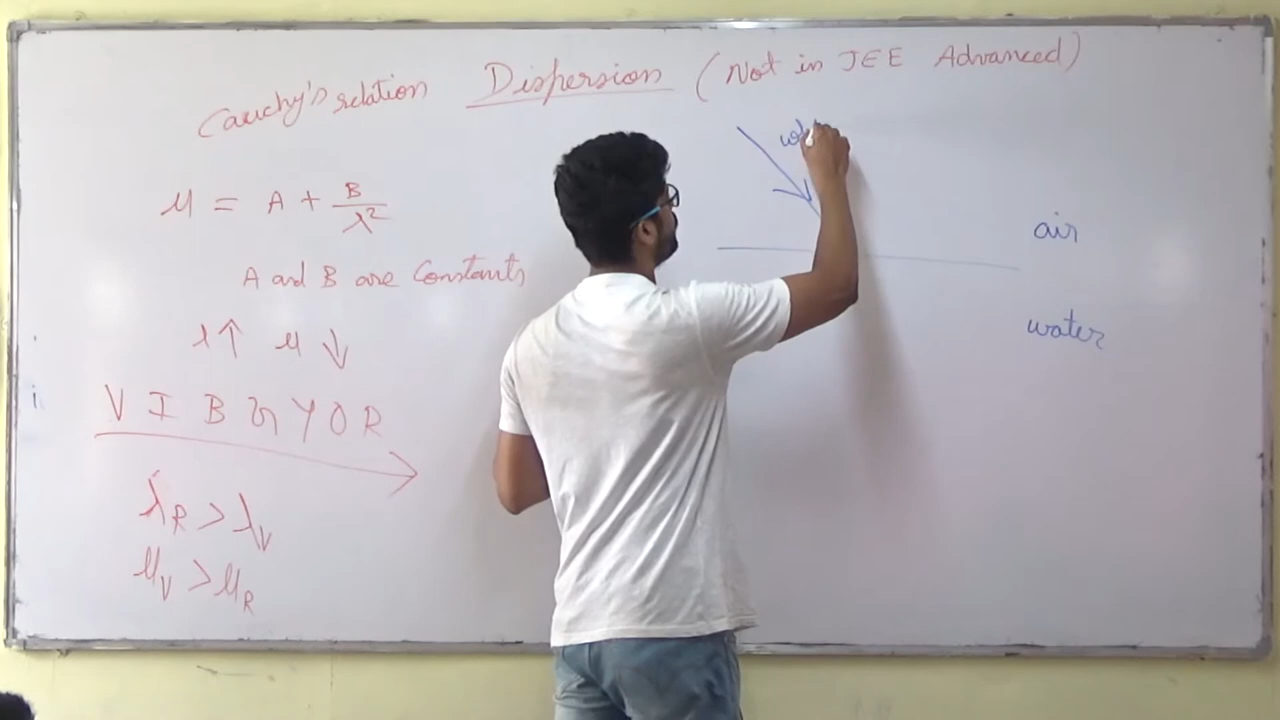 Dispersion (Not in JEE Advanced)
Cauchy's relation
μ = A + B/λ²
A and B are Constants
λ↑ μ ↓
V I B G Y O R
λR > λV
μV > μR
air
water
i